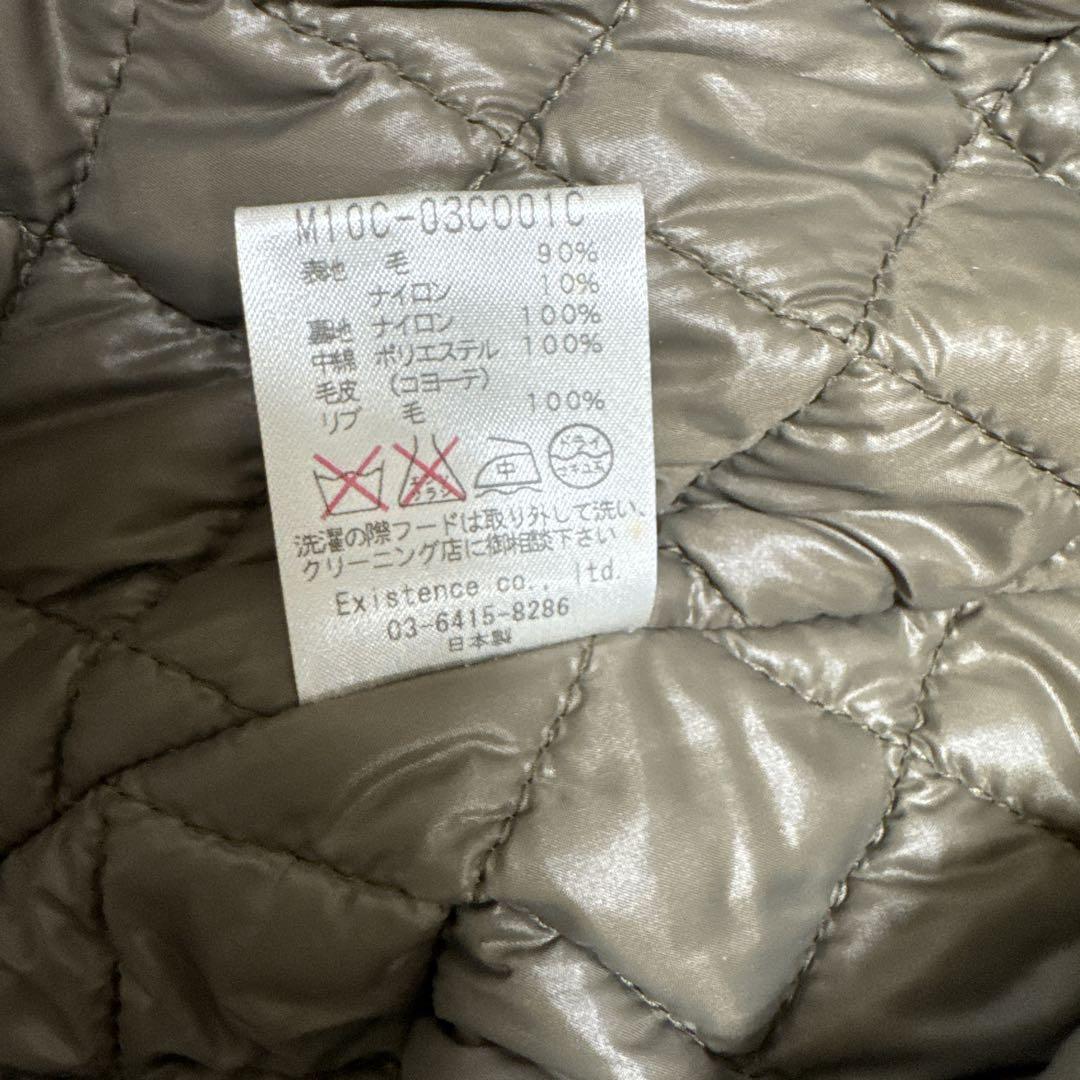 M10C-03C001C
表地 毛 90%
ナイロン 10%
裏地 ナイロン 100%
中綿 ポリエステル 100%
毛皮 (コヨーテ)
リブ 毛 100%
中 ドライ
洗濯の際フードは取り外して洗い、
クリーニング店に御相談下さい
Existence co., ltd.
03-6415-8286
日本製